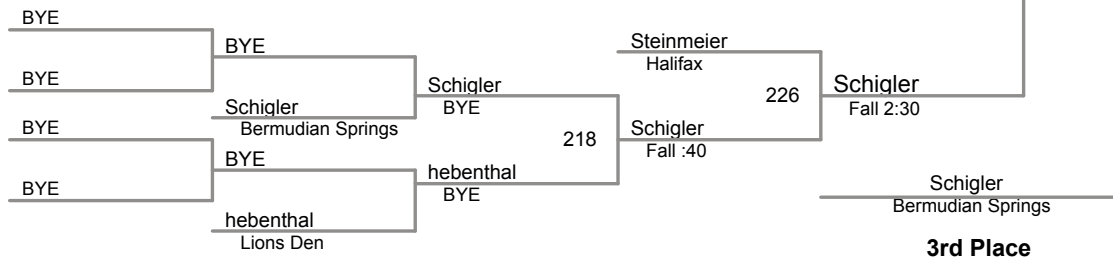 BYE
BYE
Steinmeier
Halifax
BYE
Schigler
BYE
226
Schigler
Fall 2:30
Schigler
Bermudian Springs
BYE
218
Schigler
Fall :40
BYE
hebenthal
BYE
BYE
Schigler
Bermudian Springs
hebenthal
Lions Den
3rd Place